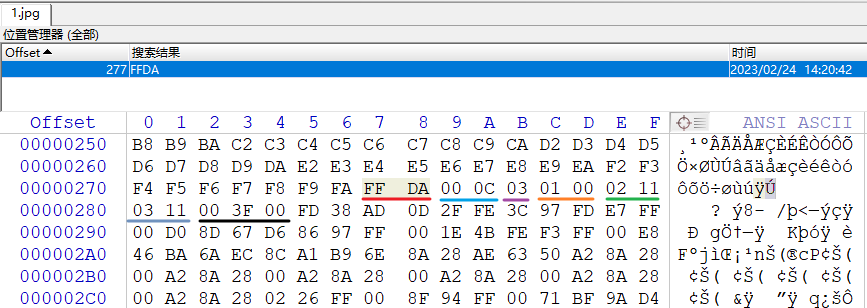 1.jpg
位置管理器 (全部)
Offset 搜索结果 时间
277 FFDA 2023/02/24 14:20:42
Offset 0 1 2 3 4 5 6 7 8 9 A B C D E F ANSI ASCII
00000250 B8 B9 BA C2 C3 C4 C5 C6 C7 C8 C9 CA D2 D3 D4 D5 ¸¹ºÂÃÄÅÆÇÈÉÊÒÓÔÕ
00000260 D6 D7 D8 D9 DA E2 E3 E4 E5 E6 E7 E8 E9 EA F2 F3 Ö×ØÙÚâãäåæçèéêòó
00000270 F4 F5 F6 F7 F8 F9 FA FF DA 00 0C 03 01 00 02 11 ôõö÷øùúÿÚ
00000280 03 11 00 3F 00 FD 38 AD 0D 2F FE 3C 97 FD E7 FF ? ý8- /þ<—ýçÿ
00000290 00 D0 8D 67 D6 86 97 FF 00 1E 4B FE F3 FF 00 E8 Ð gÖ†—ÿ Kþóÿ è
000002A0 46 BA 6A EC 8C A1 B9 6E 8A 28 AE 63 50 A2 8A 28 FºjìŒ¡¹nŠ(®cP¢Š(
000002B0 00 A2 8A 28 00 A2 8A 28 00 A2 8A 28 00 A2 8A 28 ¢Š( ¢Š( ¢Š( ¢Š(
000002C0 00 A2 8A 28 02 26 FF 00 8F 94 FF 00 71 BF 9A D4 ¢Š( &ÿ ”ÿ q¿šÔ